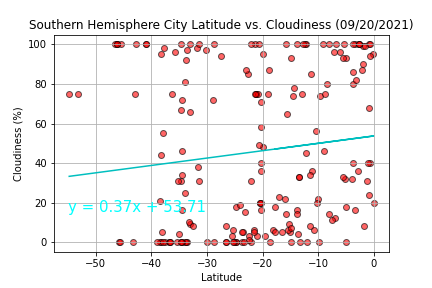 Southern Hemisphere City Latitude vs. Cloudiness (09/20/2021)
100
80
60
40
20
0
Cloudiness (%)
y = 0.37x + 53.71
−50 −40 −30 −20 −10 0
Latitude